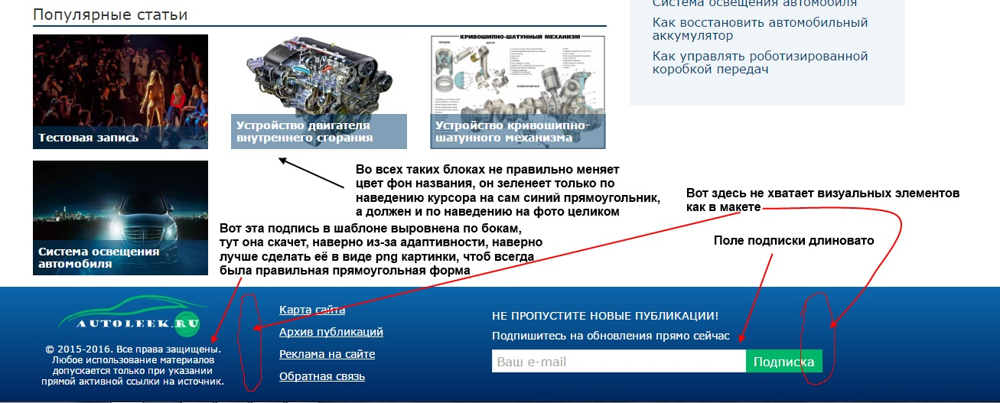 Популярные статьи
Система освещения автомобиля
Как восстановить автомобильный
аккумулятор
Как управлять роботизированной
коробкой передач
КРИВОШИПНО-ШАТУННЫЙ МЕХАНИЗМ
Тестовая запись
Устройство двигателя
внутреннего сгорания
Устройство кривошипно-
шатунного механизма
Во всех таких блоках не правильно меняет
цвет фон названия, он зеленеет только по
наведению курсора на сам синий прямоугольник,
а должен и по наведению на фото целиком
Вот здесь не хватает визуальных элементов
как в макете
Система освещения
автомобиля
Вот эта подпись в шаблоне выровнена по бокам,
тут она скачет, наверно из-за адаптивности, наверно
лучше сделать её в виде png картинки, чтоб всегда
была правильная прямоугольная форма
Поле подписки длиновато
AUTOLEEK.RU
© 2015-2016. Все права защищены.
Любое использование материалов
допускается только при указании
прямой активной ссылки на источник.
Карта сайта
Архив публикаций
Реклама на сайте
Обратная связь
НЕ ПРОПУСТИТЕ НОВЫЕ ПУБЛИКАЦИИ!
Подпишитесь на обновления прямо сейчас
Ваш e-mail
Подписка